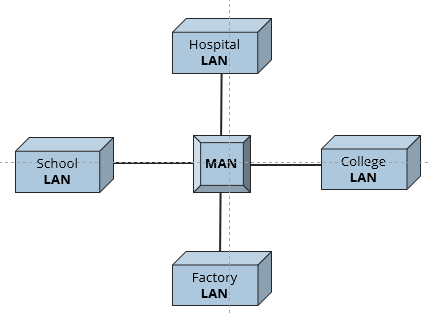 Hospital
LAN
School
LAN
MAN
College
LAN
Factory
LAN